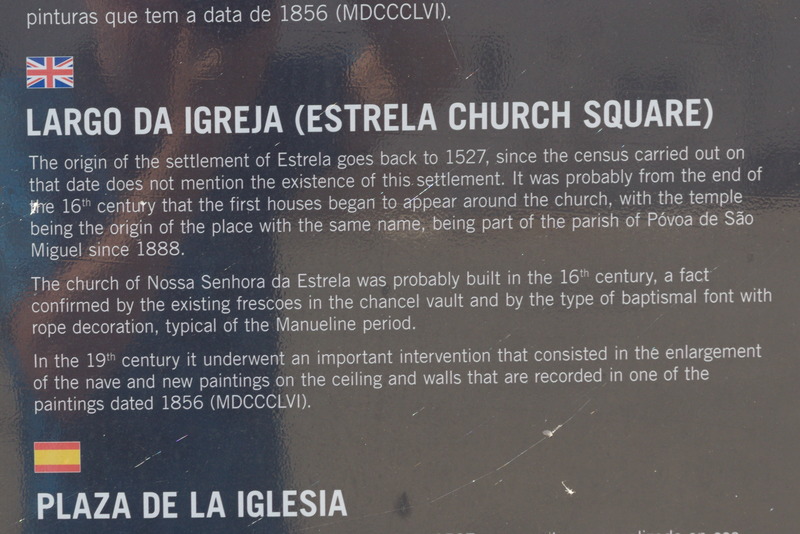 pinturas que tem a data de 1856 (MDCCCLVI).
LARGO DA IGREJA (ESTRELA CHURCH SQUARE)
The origin of the settlement of Estrela goes back to 1527, since the census carried out on
that date does not mention the existence of this settlement. It was probably from the end of
the 16th century that the first houses began to appear around the church, with the temple
being the origin of the place with the same name, being part of the parish of Póvoa de São
Miguel since 1888.
The church of Nossa Senhora da Estrela was probably built in the 16th century, a fact
confirmed by the existing frescoes in the chancel vault and by the type of baptismal font with
rope decoration, typical of the Manueline period.
In the 19th century it underwent an important intervention that consisted in the enlargement
of the nave and new paintings on the ceiling and walls that are recorded in one of the
paintings dated 1856 (MDCCCLVI).
PLAZA DE LA IGLESIA